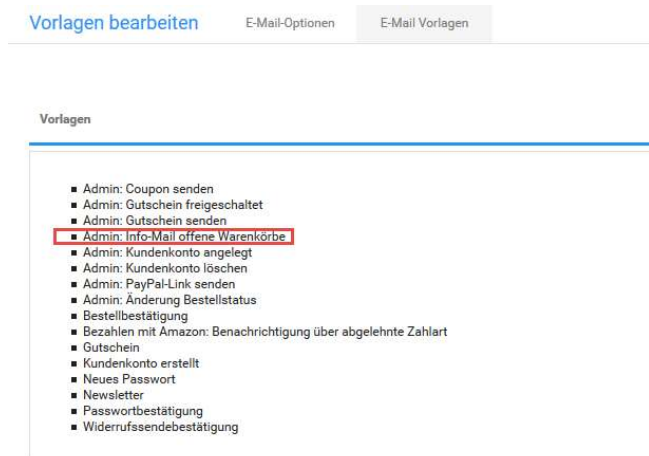 Vorlagen bearbeiten E-Mail-Optionen E-Mail Vorlagen
Vorlagen
Admin: Coupon senden
Admin: Gutschein freigeschaltet
Admin: Gutschein senden
Admin: Info-Mail offene Warenkörbe
Admin: Kundenkonto angelegt
Admin: Kundenkonto löschen
Admin: PayPal-Link senden
Admin: Änderung Bestellstatus
Bestellbestätigung
Bezahlen mit Amazon: Benachrichtigung über abgelehnte Zahlart
Gutschein
Kundenkonto erstellt
Neues Passwort
Newsletter
Passwortbestätigung
Widerrufssendebestätigung